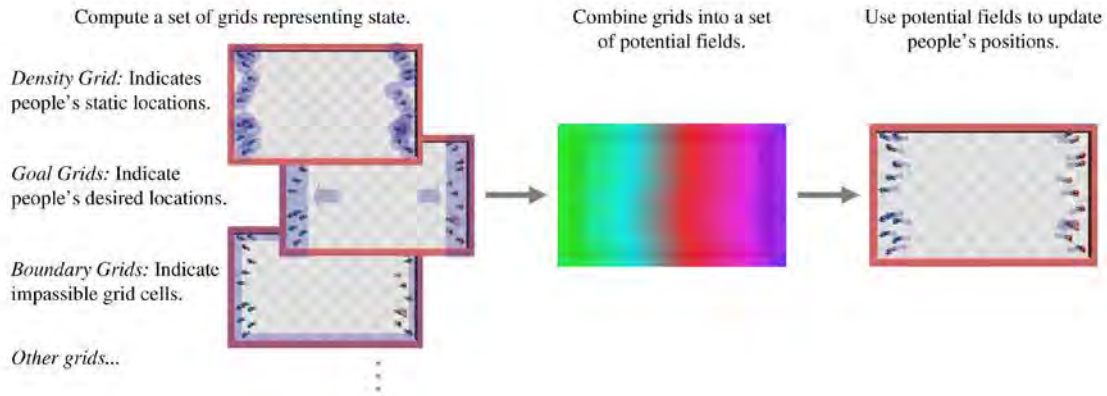 Compute a set of grids representing state.
Combine grids into a set
of potential fields.
Use potential fields to update
people's positions.
Density Grid: Indicates
people's static locations.
Goal Grids: Indicate
people's desired locations.
Boundary Grids: Indicate
impassible grid cells.
Other grids...